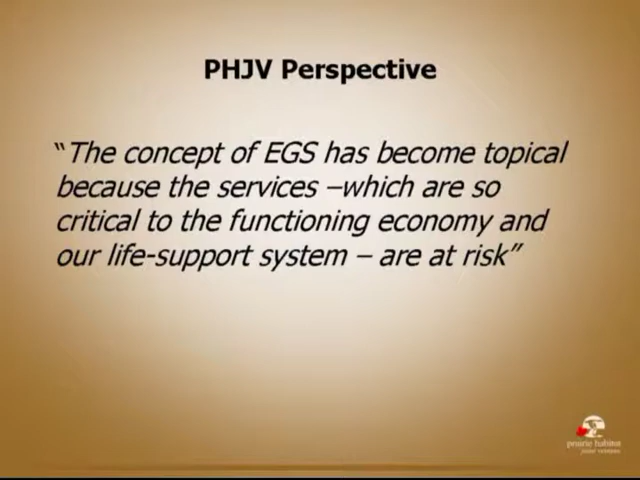 PHJV Perspective
“The concept of EGS has become topical
because the services –which are so
critical to the functioning economy and
our life-support system – are at risk”
prairie habitat
joint venture